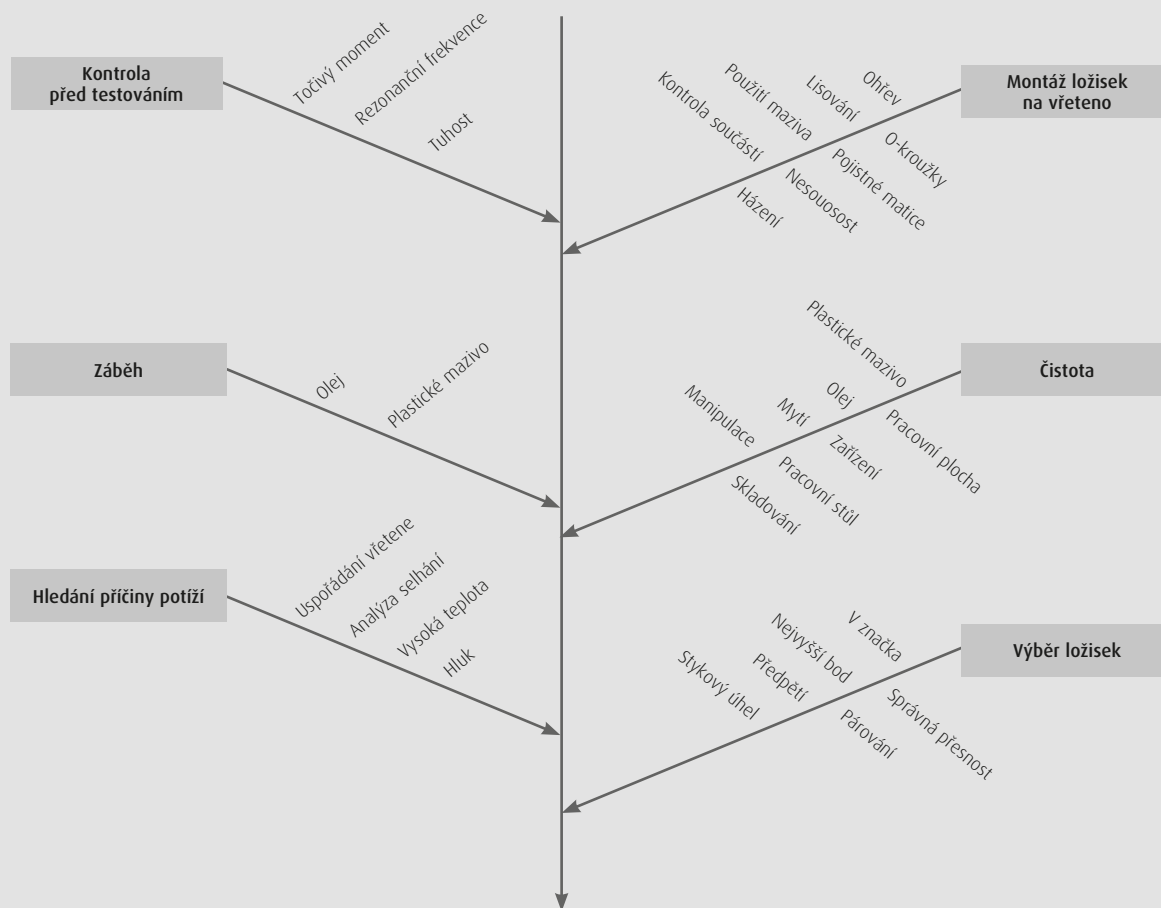 Kontrola
před testováním
Točivý moment
Rezonanční frekvence
Tuhost
Montáž ložisek
na vřeteno
Kontrola součástí
Použití maziva
Lisování
Ohřev
Házení
Nesouosost
Pojistné matice
O-kroužky
Záběh
Olej
Plastické mazivo
Čistota
Manipulace
Mytí
Olej
Plastické mazivo
Skladování
Pracovní stůl
Zařízení
Pracovní plocha
Hledání příčiny potíží
Uspořádání vřetene
Analýza selhání
Vysoká teplota
Hluk
Výběr ložisek
Stykový úhel
Předpětí
Nejvyšší bod
V značka
Párování
Správná přesnost